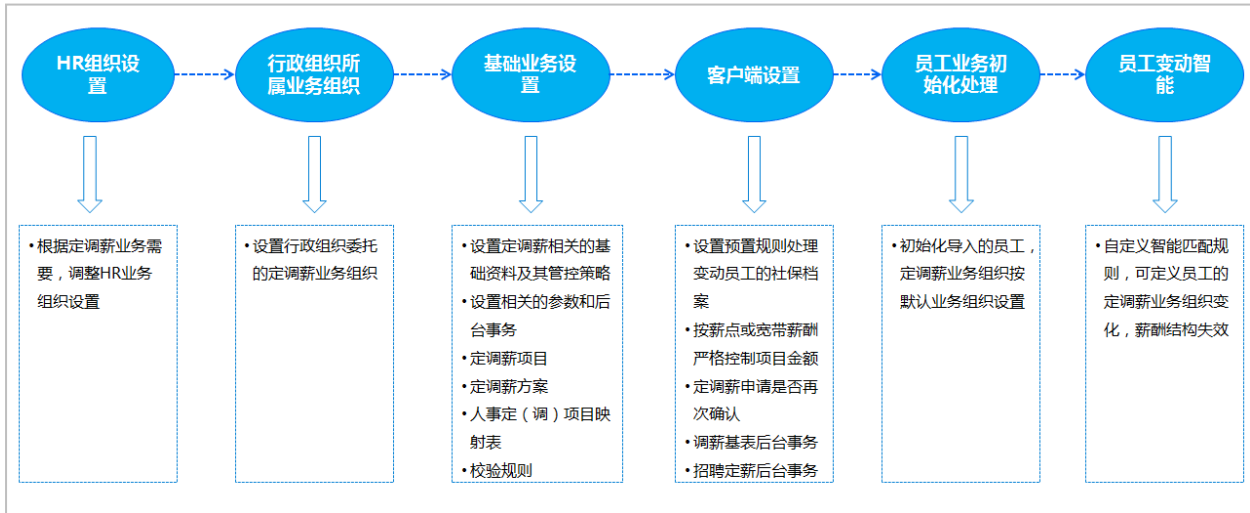 HR组织设
置
行政组织所
属业务组织
基础业务设
置
客户端设置
员工业务初
始化处理
员工变动智
能
•根据定调薪业务需
要，调整HR业务
组织设置
•设置行政组织委托
的定调薪业务组织
•设置定调薪相关的基
础资料及其管控策略
•设置相关的参数和后
台事务
•定调薪项目
•定调薪方案
•人事定（调）项目映
射表
•校验规则
•设置预置规则处理
变动员工的社保档
案
•按薪点或宽带薪酬
严格控制项目金额
•定调薪申请是否再
次确认
•调薪基表后台事务
•招聘定薪后台事务
•初始化导入的员工，
定调薪业务组织按
默认业务组织设置
•自定义智能匹配规
则，可定义员工的
定调薪业务组织变
化，薪酬结构失效